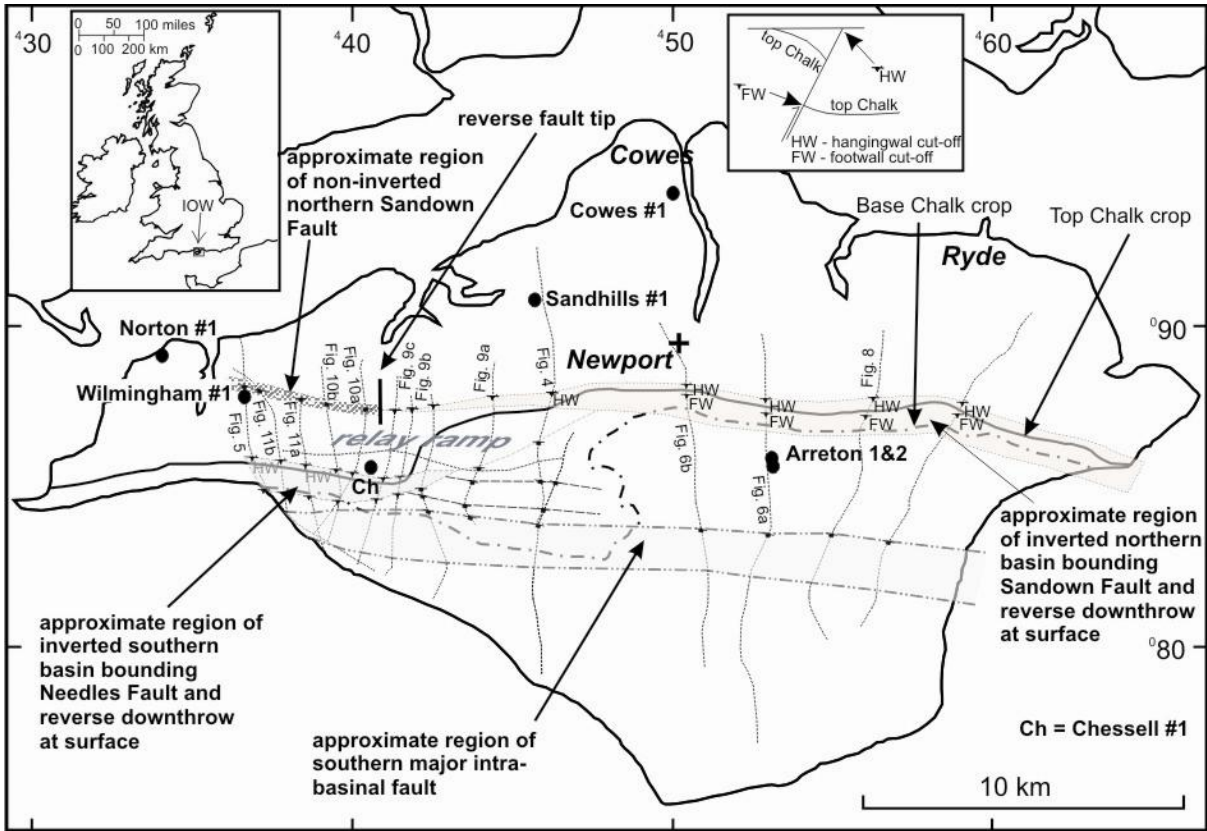 0 50 100 miles
0 100 200 km
IOW
430
440
450
460
090
080
top Chalk
HW
FW
top Chalk
HW - hangingwal cut-off
FW - footwall cut-off
reverse fault tip
approximate region
of non-inverted
northern Sandown
Fault
Cowes
Cowes #1
Base Chalk crop
Top Chalk crop
Ryde
Sandhills #1
Norton #1
Wilmingham #1
Newport
Fig. 5
Fig. 11b
Fig. 11a
Fig. 10b
Fig. 10a
Fig. 9c
Fig. 9b
Fig. 9a
Fig. 4
Fig. 8
HW
HW
FW
HW
FW
HW
FW
HW
FW
relay ramp
HW
HW
Ch
Fig. 6b
Fig. 6a
Arreton 1&2
approximate region
of inverted northern
basin bounding
Sandown Fault and
reverse downthrow
at surface
approximate region of
inverted southern
basin bounding
Needles Fault and
reverse downthrow
at surface
approximate region of
southern major intra-
basinal fault
Ch = Chessell #1
10 km